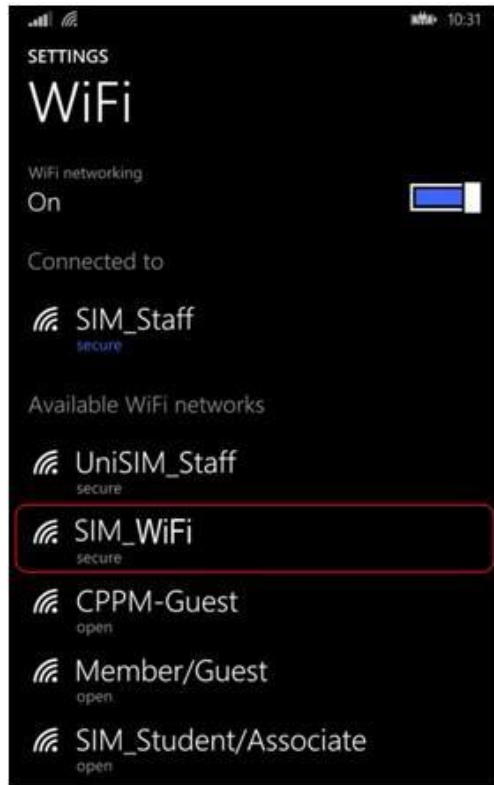 10:31
SETTINGS
WiFi
WiFi networking
On
Connected to
SIM_Staff
secure
Available WiFi networks
UniSIM_Staff
secure
SIM_WiFi
secure
CPPM-Guest
open
Member/Guest
open
SIM_Student/Associate
open